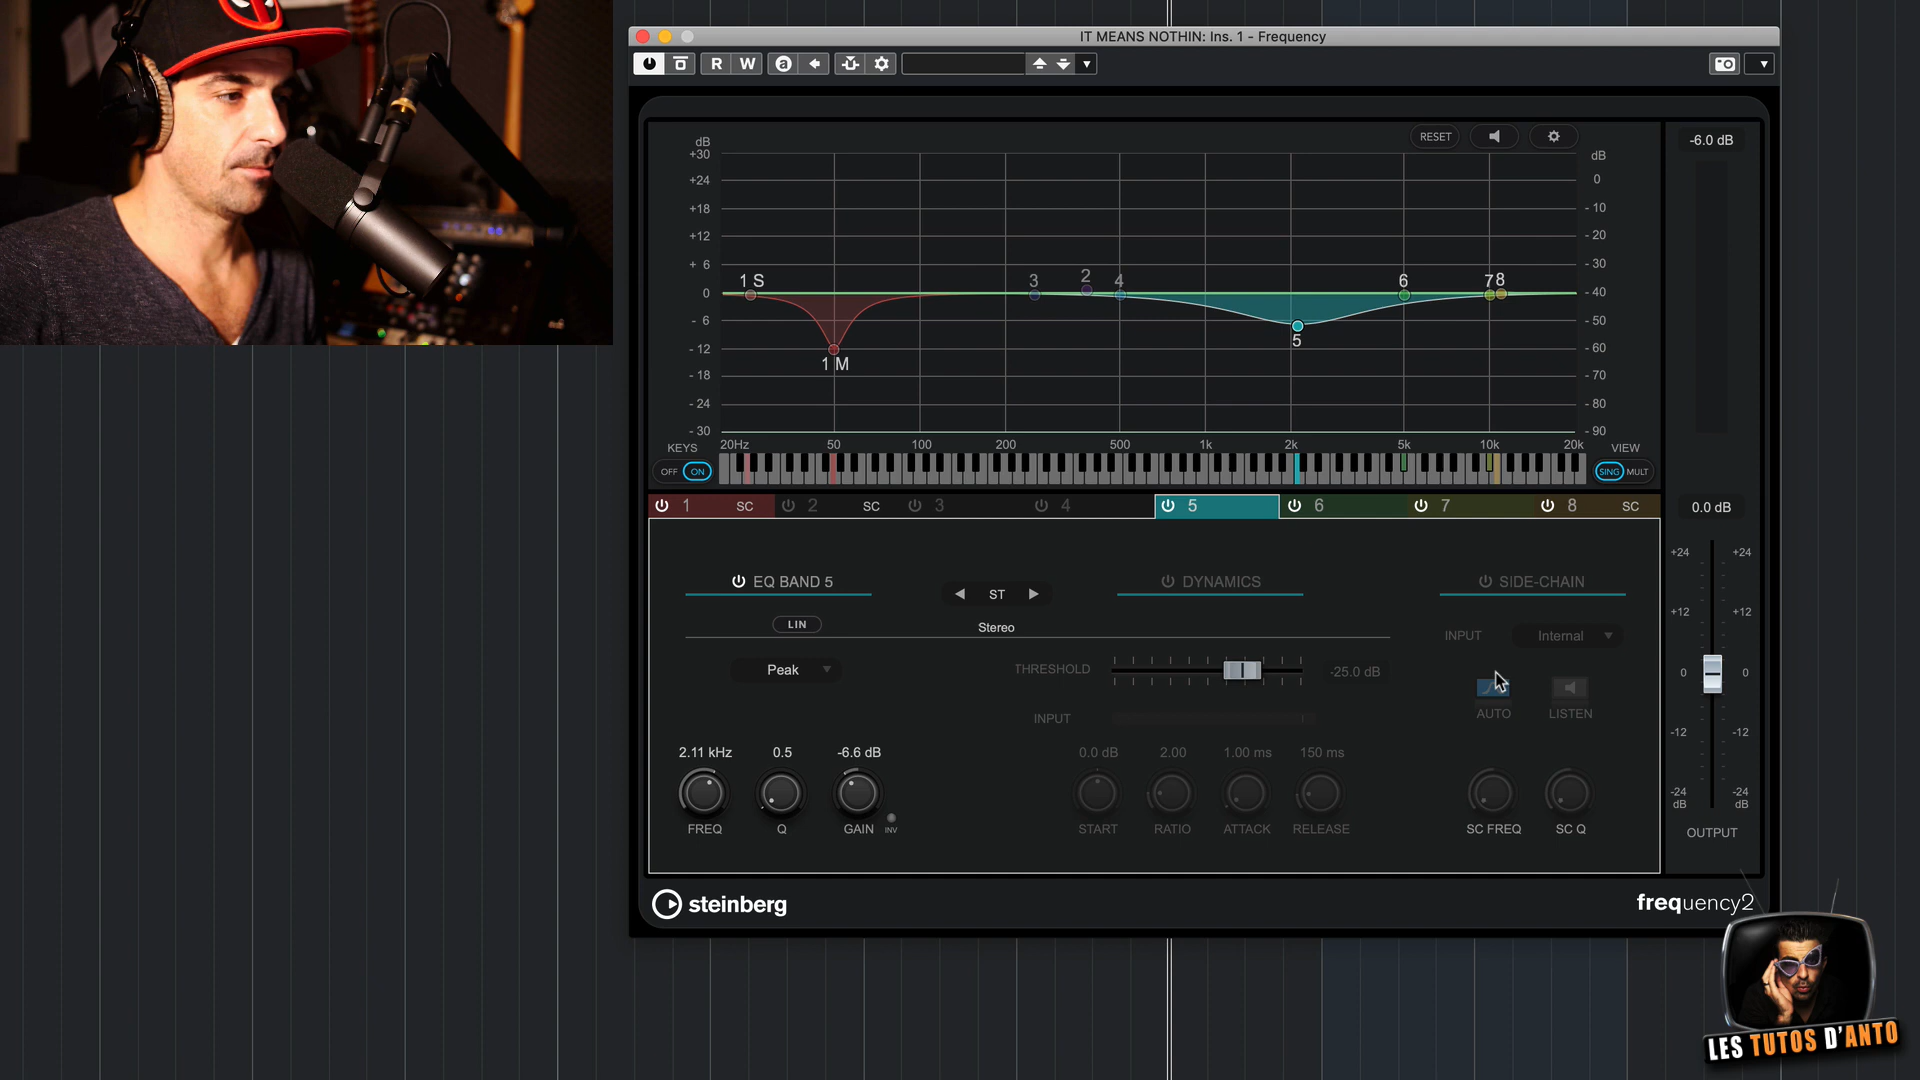 IT MEANS NOTHIN: Ins. 1 - Frequency
R W a
RESET
-6.0 dB
dB
+30
+24
+18
+12
+ 6
0
- 6
- 12
- 18
- 24
- 30
dB
0
- 10
- 20
- 30
- 40
- 50
- 60
- 70
- 80
- 90
1 S 3 2 4 6 7 8
1 M 5
20Hz 50 100 200 500 1k 2k 5k 10k 20k
KEYS
OFF ON
VIEW
SING MULT
1 SC 2 SC 3 4 5 6 7 8 SC
0.0 dB
EQ BAND 5
ST
DYNAMICS
SIDE-CHAIN
LIN
Stereo
INPUT Internal
Peak
THRESHOLD -25.0 dB
INPUT
AUTO LISTEN
2.11 kHz 0.5 -6.6 dB
0.0 dB 2.00 1.00 ms 150 ms
FREQ Q GAIN INV
START RATIO ATTACK RELEASE
SC FREQ SC Q
+24 +24
+12 +12
0 0
-12 -12
-24 -24
dB dB
OUTPUT
steinberg
frequency2
LES TUTOS D'ANTO